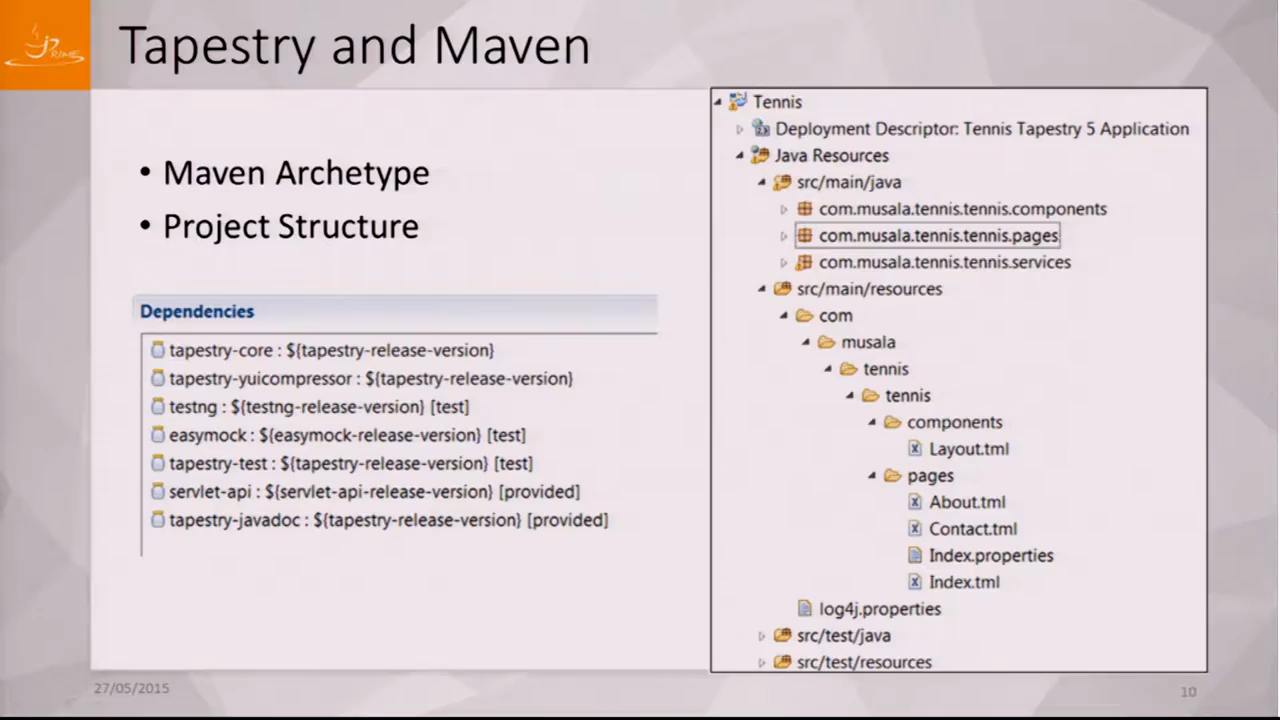 JPRIME
Tapestry and Maven
• Maven Archetype
• Project Structure
Dependencies
tapestry-core : ${tapestry-release-version}
tapestry-yuicompressor : ${tapestry-release-version}
testng : ${testng-release-version} [test]
easymock : ${easymock-release-version} [test]
tapestry-test : ${tapestry-release-version} [test]
servlet-api : ${servlet-api-release-version} [provided]
tapestry-javadoc : ${tapestry-release-version} [provided]
Tennis
Deployment Descriptor: Tennis Tapestry 5 Application
Java Resources
src/main/java
com.musala.tennis.tennis.components
com.musala.tennis.tennis.pages
com.musala.tennis.tennis.services
src/main/resources
com
musala
tennis
tennis
components
Layout.tml
pages
About.tml
Contact.tml
Index.properties
Index.tml
log4j.properties
src/test/java
src/test/resources
27/05/2015
10